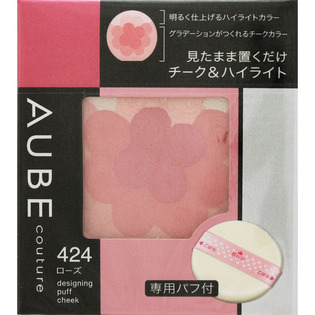 明るく仕上げるハイライトカラー
グラデーションがつくれるチークカラー
見たまま置くだけ
チーク&ハイライト
AUBE
couture
424
ローズ
designing
puff
cheek
専用パフ付